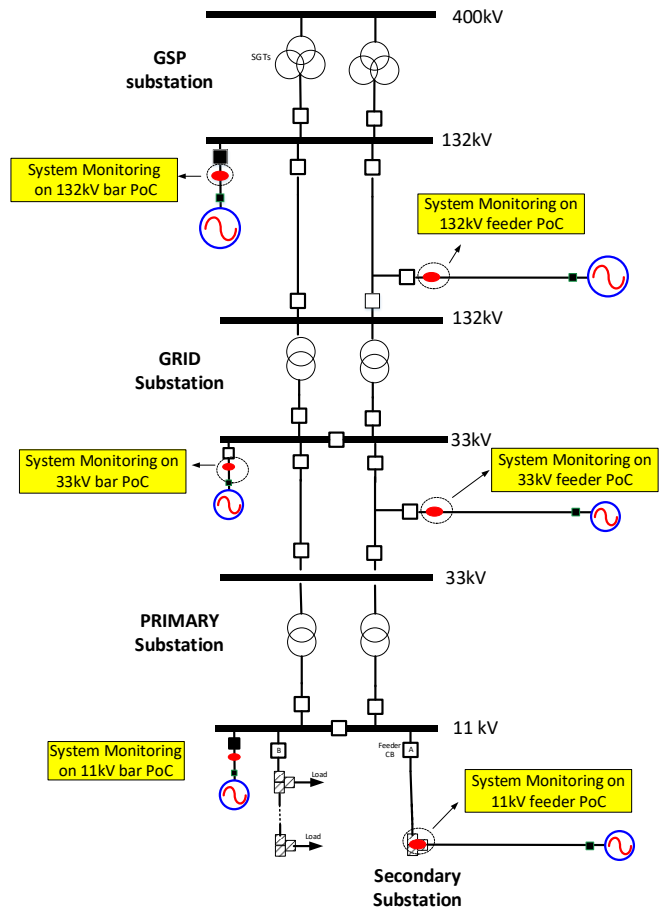 400kV
GSP
substation
SGTs
132kV
System Monitoring
on 132kV bar PoC
System Monitoring on
132kV feeder PoC
132kV
GRID
Substation
33kV
System Monitoring on
33kV bar PoC
System Monitoring on
33kV feeder PoC
33kV
PRIMARY
Substation
11 kV
System Monitoring
on 11kV bar PoC
B
Feeder
CB
A
Load
System Monitoring on
11kV feeder PoC
Load
Secondary
Substation